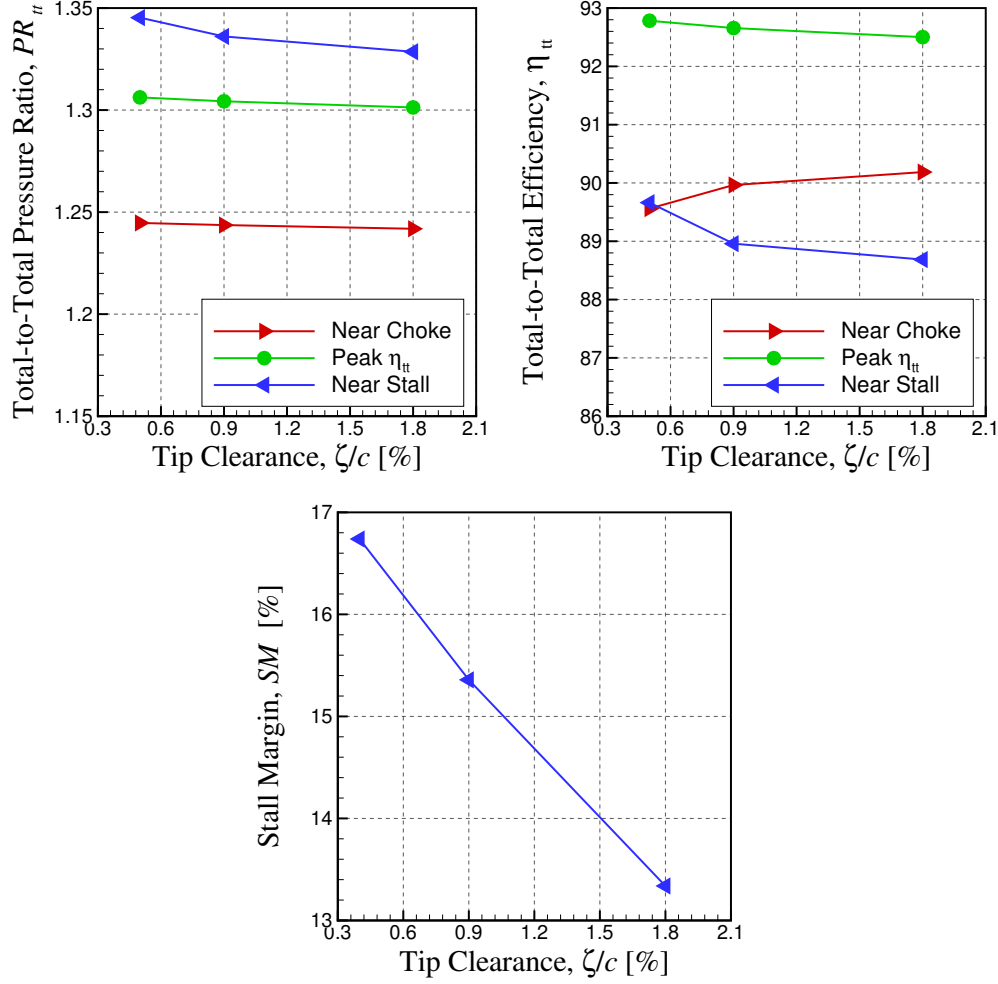 Total-to-Total Pressure Ratio, PR tt
1.35
1.3
1.25
1.2
1.15
0.3 0.6 0.9 1.2 1.5 1.8 2.1
Tip Clearance, ζ/c [%]
Near Choke
Peak ηtt
Near Stall
Total-to-Total Efficiency, ηtt
93
92
91
90
89
88
87
86
0.3 0.6 0.9 1.2 1.5 1.8 2.1
Tip Clearance, ζ/c [%]
Near Choke
Peak ηtt
Near Stall
Stall Margin, SM [%]
17
16
15
14
13
0.3 0.6 0.9 1.2 1.5 1.8 2.1
Tip Clearance, ζ/c [%]